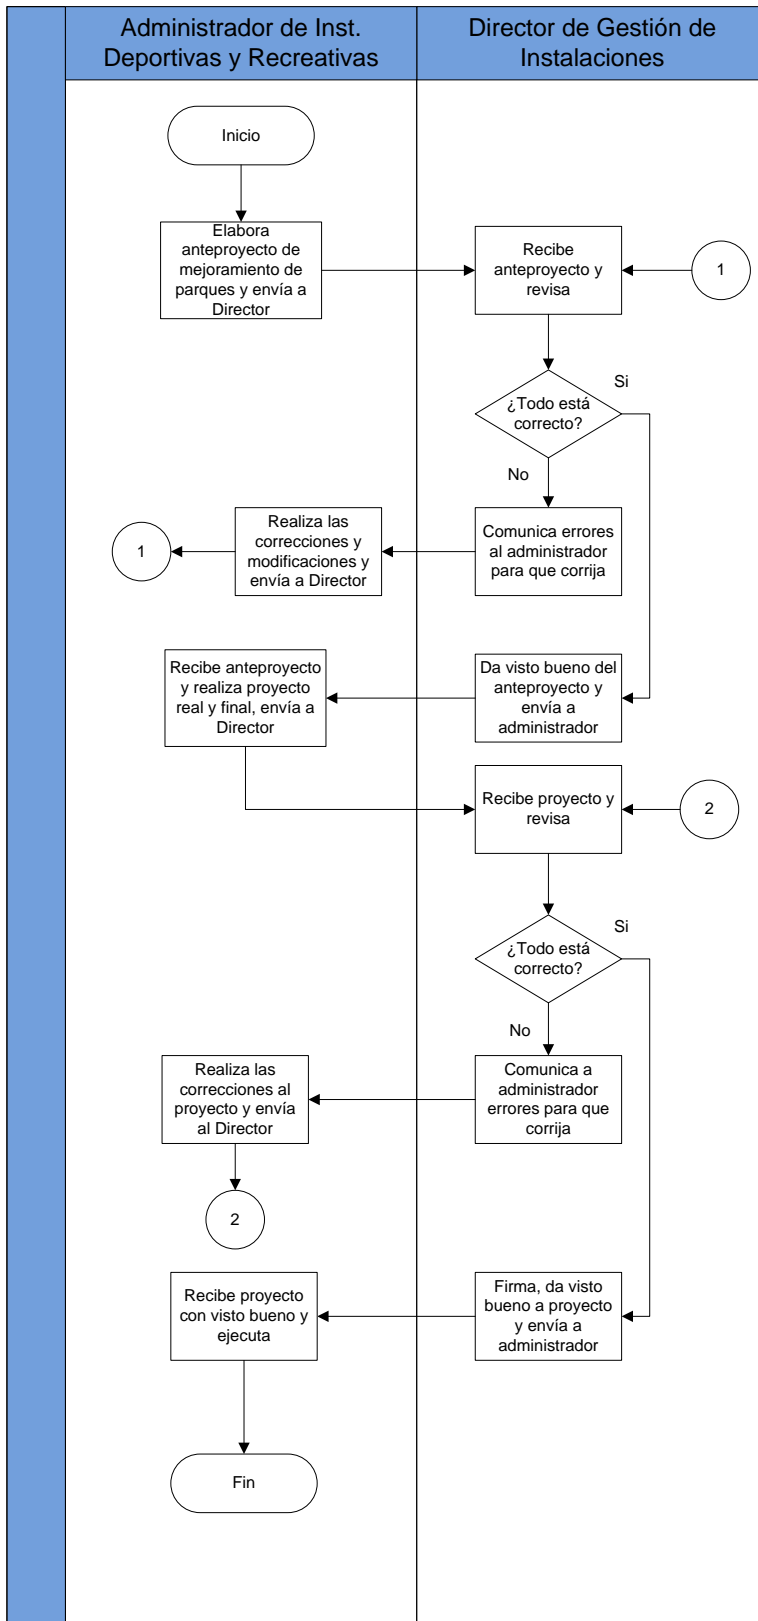 Administrador de Inst.
Deportivas y Recreativas
Director de Gestión de
Instalaciones
Inicio
Elabora
anteproyecto de
mejoramiento de
parques y envía a
Director
Recibe
anteproyecto y
revisa
1
¿Todo está
correcto?
Si
No
Comunica errores
al administrador
para que corrija
Realiza las
correcciones y
modificaciones y
envía a Director
1
Da visto bueno del
anteproyecto y
envía a
administrador
Recibe anteproyecto
y realiza proyecto
real y final, envía a
Director
Recibe proyecto y
revisa
2
¿Todo está
correcto?
Si
No
Comunica a
administrador
errores para que
corrija
Realiza las
correcciones al
proyecto y envía
al Director
2
Firma, da visto
bueno a proyecto
y envía a
administrador
Recibe proyecto
con visto bueno y
ejecuta
Fin